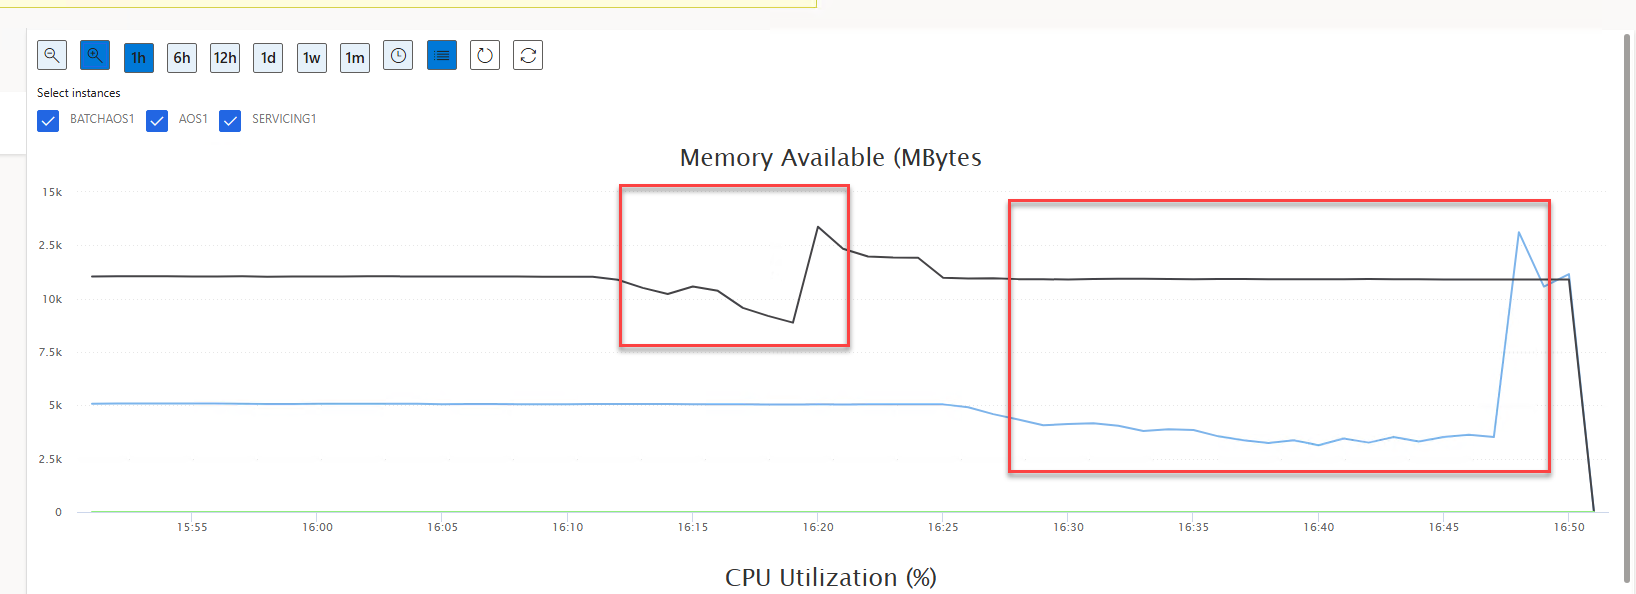 1h 6h 12h 1d 1w 1m
Select instances
BATCHAOS1 AOS1 SERVICING1
Memory Available (MBytes
15k
2.5k
10k
7.5k
5k
2.5k
0
15:55 16:00 16:05 16:10 16:15 16:20 16:25 16:30 16:35 16:40 16:45 16:50
CPU Utilization (%)